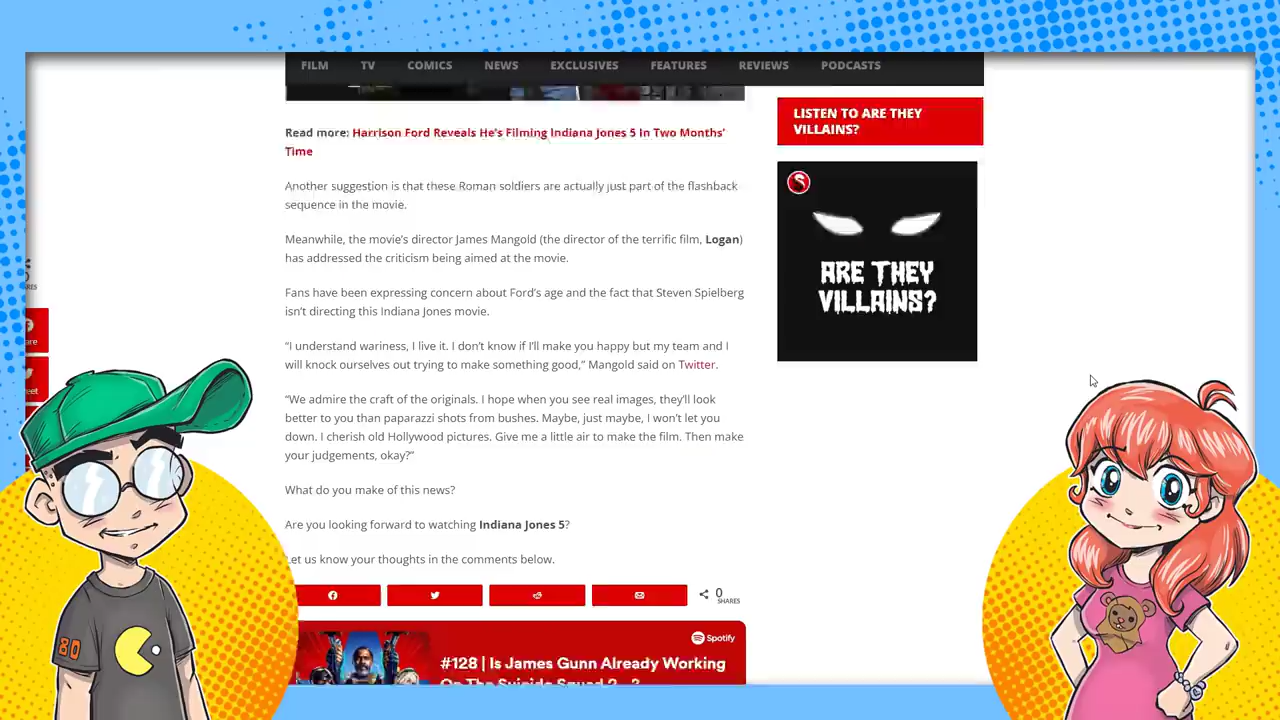 FILM TV COMICS NEWS EXCLUSIVES FEATURES REVIEWS PODCASTS
Read more: Harrison Ford Reveals He's Filming Indiana Jones 5 In Two Months'
Time
Another suggestion is that these Roman soldiers are actually just part of the flashback
sequence in the movie.
Meanwhile, the movie's director James Mangold (the director of the terrific film, Logan)
has addressed the criticism being aimed at the movie.
Fans have been expressing concern about Ford's age and the fact that Steven Spielberg
isn't directing this Indiana Jones movie.
“I understand wariness, I live it. I don't know if I'll make you happy but my team and I
will knock ourselves out trying to make something good,” Mangold said on Twitter.
“We admire the craft of the originals. I hope when you see real images, they'll look
better to you than paparazzi shots from bushes. Maybe, just maybe, I won't let you
down. I cherish old Hollywood pictures. Give me a little air to make the film. Then make
your judgements, okay?”
What do you make of this news?
Are you looking forward to watching Indiana Jones 5?
Let us know your thoughts in the comments below.
0
SHARES
Spotify
#128 | Is James Gunn Already Working
On The Suicide Squad 2...?
LISTEN TO ARE THEY
VILLAINS?
S
ARE THEY
VILLAINS?
80